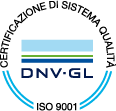 CERTIFICAZIONE DI SISTEMA QUALITÀ
DNV·GL
ISO 9001